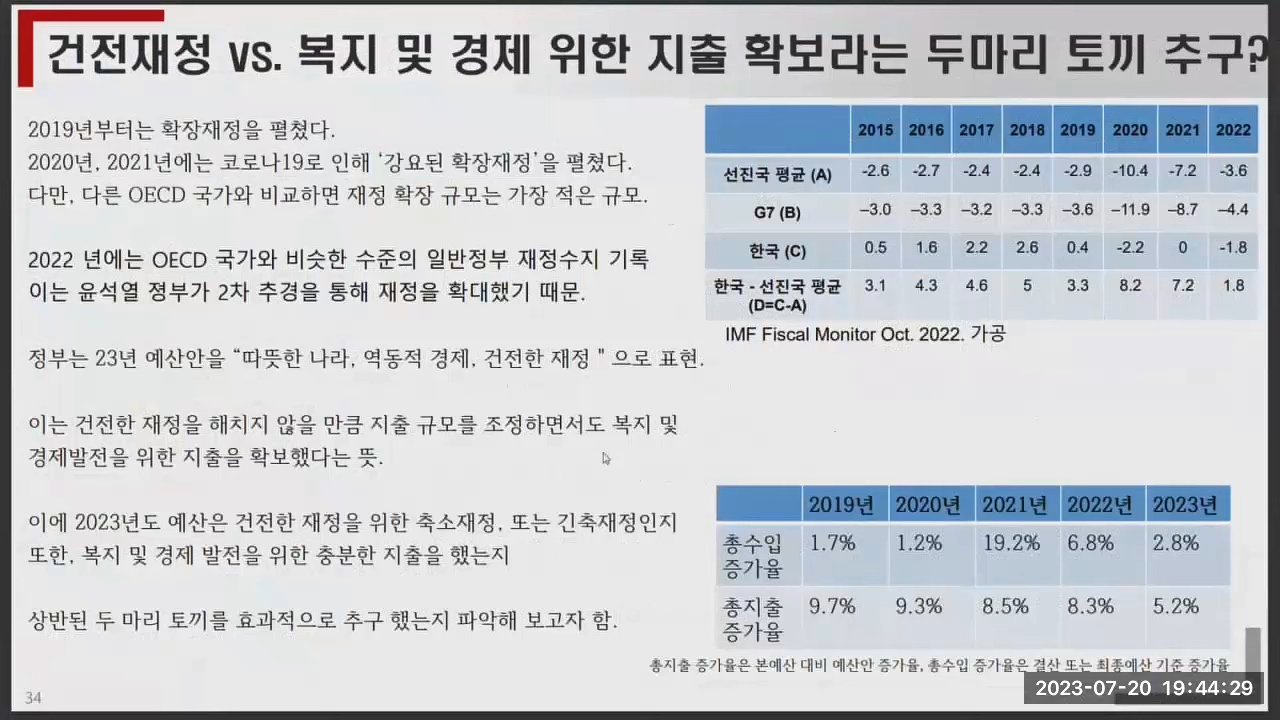 건전재정 vs. 복지 및 경제 위한 지출 확보라는 두마리 토끼 추구?
2019년부터는 확장재정을 펼쳤다.
2020년, 2021년에는 코로나19로 인해 ‘강요된 확장재정’을 펼쳤다.
다만, 다른 OECD 국가와 비교하면 재정 확장 규모는 가장 적은 규모.
2022 년에는 OECD 국가와 비슷한 수준의 일반정부 재정수지 기록
이는 윤석열 졍부가 2차 추경을 통해 재정을 확대했기 때문.
정부는 23년 예산안을 “따뜻한 나라, 역동적 경제, 건전한 재정 " 으로 표현.
이는 건전한 재정을 해치지 않을 만큼 지출 규모를 조정하면서도 복지 및
경제발전을 위한 지출을 확보했다는 뜻.
이에 2023년도 예산은 건전한 재정을 위한 축소재정, 또는 긴축재정인지
또한, 복지 및 경제 발전을 위한 충분한 지출을 했는지
상반된 두 마리 토끼를 효과적으로 추구 했는지 파악해 보고자 함.
2015 2016 2017 2018 2019 2020 2021 2022
선진국 평균 (A) -2.6 -2.7 -2.4 -2.4 -2.9 -10.4 -7.2 -3.6
G7 (B) –3.0 –3.3 –3.2 –3.3 –3.6 –11.9 –8.7 –4.4
한국 (C) 0.5 1.6 2.2 2.6 0.4 -2.2 0 -1.8
한국 - 선진국 평균 3.1 4.3 4.6 5 3.3 8.2 7.2 1.8
(D=C-A)
IMF Fiscal Monitor Oct. 2022. 가공
2019년 2020년 2021년 2022년 2023년
총수입 1.7% 1.2% 19.2% 6.8% 2.8%
증가율
총지출 9.7% 9.3% 8.5% 8.3% 5.2%
증가율
총지출 증가율은 본예산 대비 예산안 증가율, 총수입 증가율은 결산 또는 최종예산 기준 증가율
34
2023-07-20 19:44:29